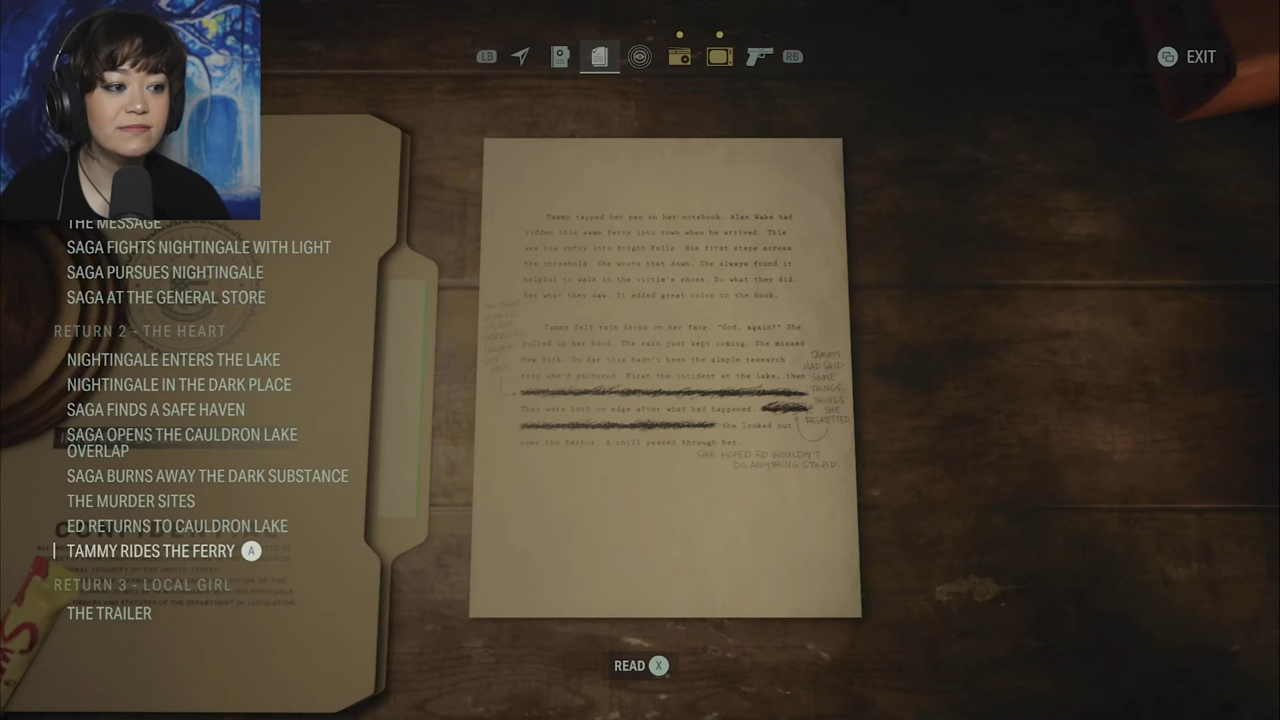 LB
RB
EXIT
THE MESSAGE
SAGA FIGHTS NIGHTINGALE WITH LIGHT
SAGA PURSUES NIGHTINGALE
SAGA AT THE GENERAL STORE
RETURN 2 - THE HEART
NIGHTINGALE ENTERS THE LAKE
NIGHTINGALE IN THE DARK PLACE
SAGA FINDS A SAFE HAVEN
SAGA OPENS THE CAULDRON LAKE
OVERLAP
SAGA BURNS AWAY THE DARK SUBSTANCE
THE MURDER SITES
ED RETURNS TO CAULDRON LAKE
TAMMY RIDES THE FERRY A
RETURN 3 - LOCAL GIRL
THE TRAILER
Tammy tapped her pen on her notebook. Alan Wake had
ridden this same ferry into town when he arrived. This
was his entry into Bright Falls. His first steps across
the threshold. She wrote that down. She always found it
helpful to walk in the victim's shoes. Do what they did.
See what they saw. It added great color to the book.
Tammy felt rain drops on her face. "God, again?" She
pulled up her hood. The rain just kept coming. She missed
New York. So far this hadn't been the simple research
trip she'd pictured. First the incident at the lake, then
They were both on edge after what had happened.
She looked out
over the harbor. A chill passed through her.
TAMMY
HAD SAID
SOME
THINGS.
THINGS
SHE
REGRETTED
SHE HOPED ED WOULDN'T
DO ANYTHING STUPID.
READ X